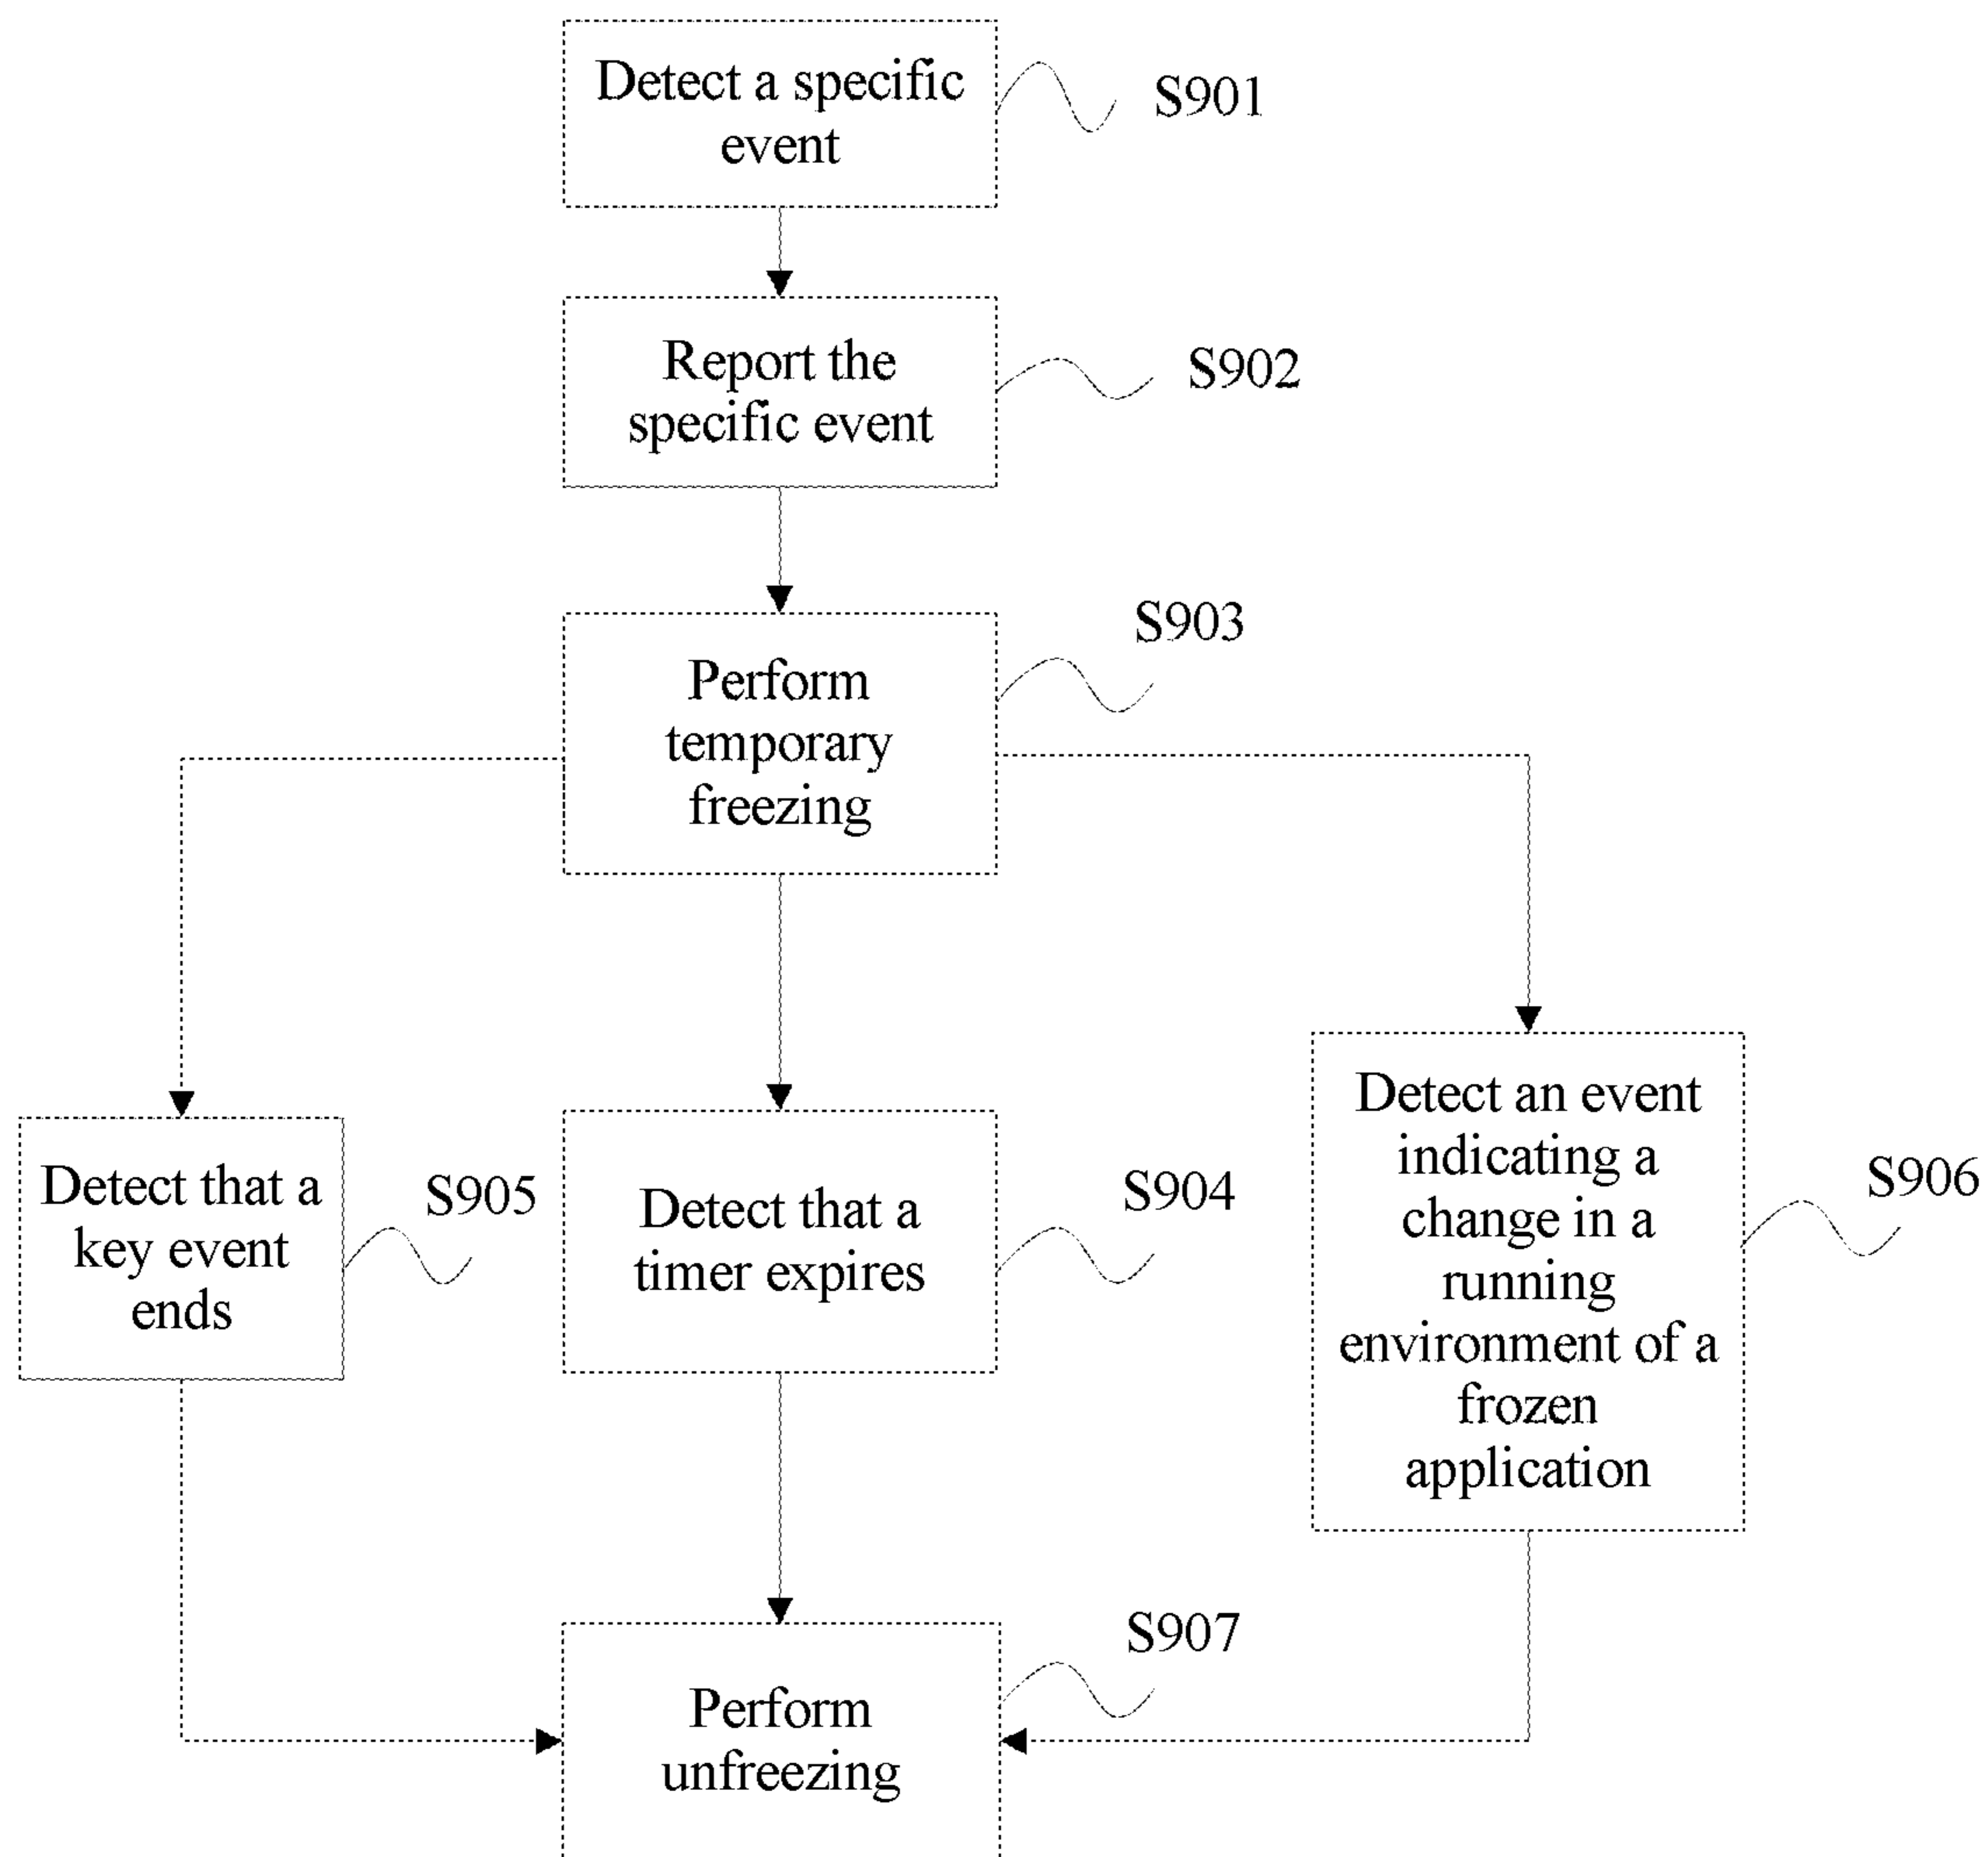 Detect a specific
event
S901
Report the
specific event
S902
S903
Perform
temporary
freezing
Detect that a
key event
ends
S905
Detect that a
timer expires
S904
Detect an event
indicating a
change in a
running
environment of a
frozen
application
S906
Perform
unfreezing
S907